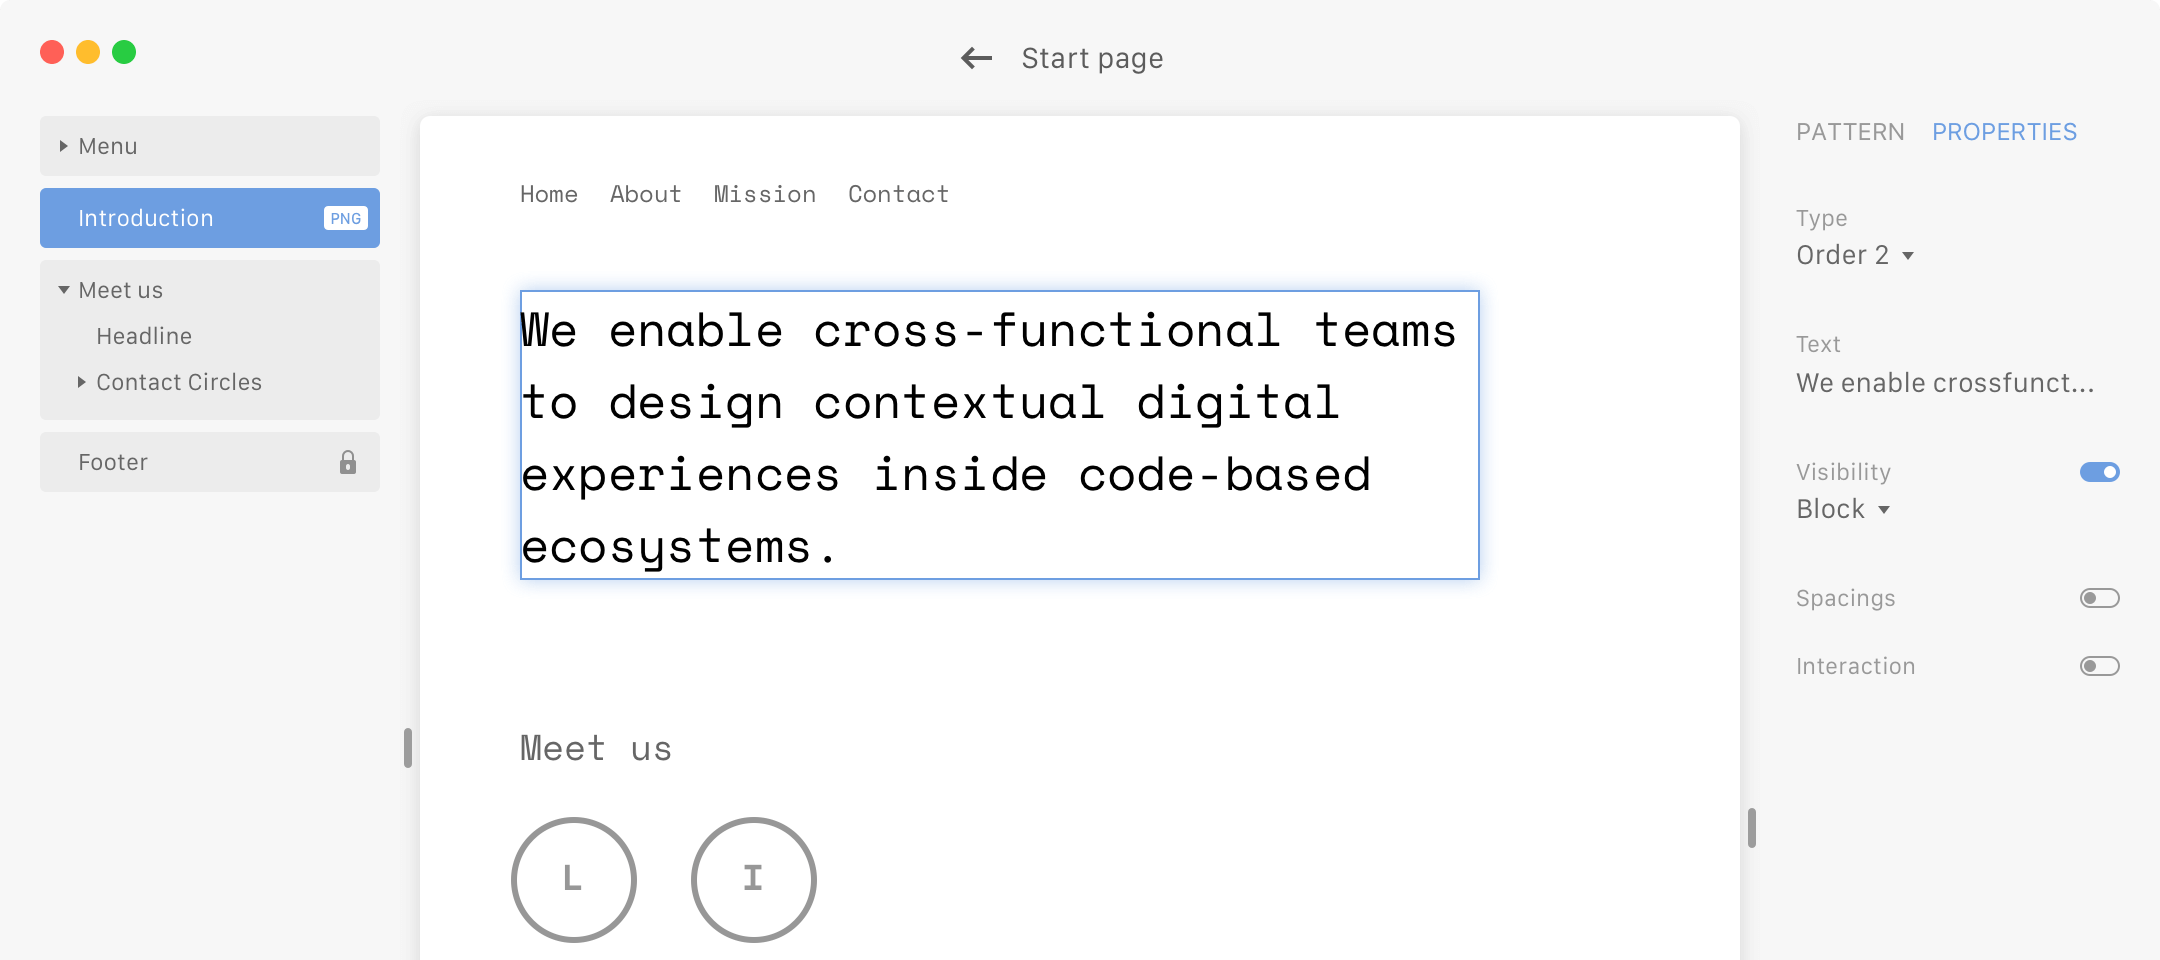 Start page
Menu
Introduction PNG
Meet us
Headline
Contact Circles
Footer
Home About Mission Contact
We enable cross-functional teams
to design contextual digital
experiences inside code-based
ecosystems.
Meet us
L I
PATTERN PROPERTIES
Type
Order 2
Text
We enable crossfunct...
Visibility
Block
Spacings
Interaction